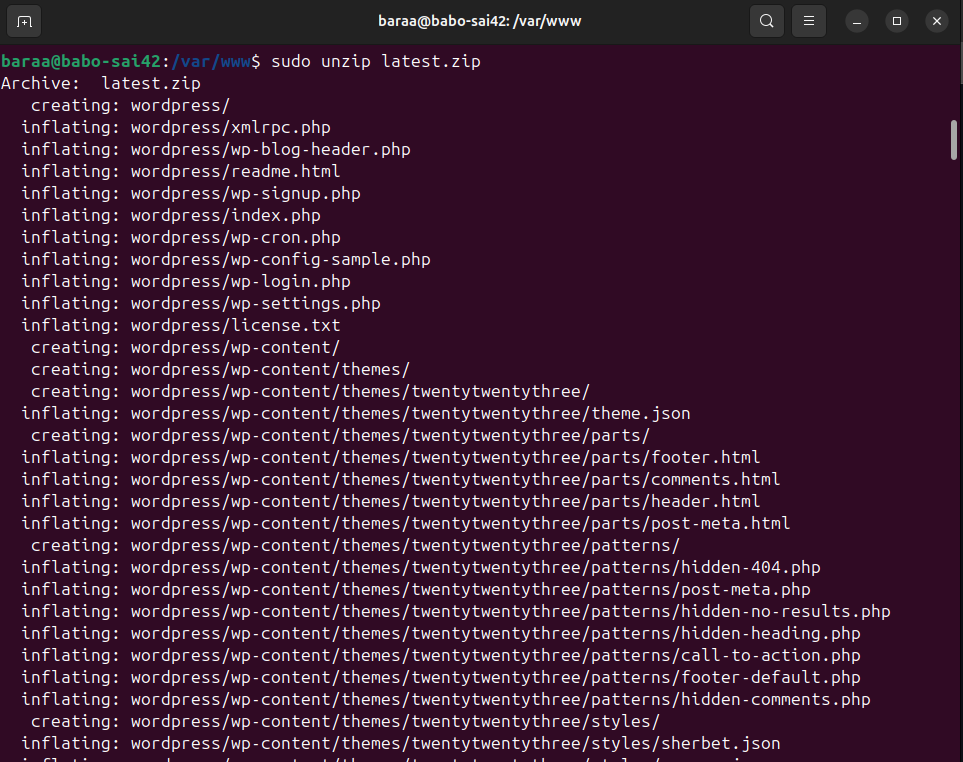 baraa@babo-sai42: /var/www
baraa@babo-sai42:/var/www$ sudo unzip latest.zip
Archive:  latest.zip
   creating: wordpress/
  inflating: wordpress/xmlrpc.php
  inflating: wordpress/wp-blog-header.php
  inflating: wordpress/readme.html
  inflating: wordpress/wp-signup.php
  inflating: wordpress/index.php
  inflating: wordpress/wp-cron.php
  inflating: wordpress/wp-config-sample.php
  inflating: wordpress/wp-login.php
  inflating: wordpress/wp-settings.php
  inflating: wordpress/license.txt
   creating: wordpress/wp-content/
   creating: wordpress/wp-content/themes/
   creating: wordpress/wp-content/themes/twentytwentythree/
  inflating: wordpress/wp-content/themes/twentytwentythree/theme.json
   creating: wordpress/wp-content/themes/twentytwentythree/parts/
  inflating: wordpress/wp-content/themes/twentytwentythree/parts/footer.html
  inflating: wordpress/wp-content/themes/twentytwentythree/parts/comments.html
  inflating: wordpress/wp-content/themes/twentytwentythree/parts/header.html
  inflating: wordpress/wp-content/themes/twentytwentythree/parts/post-meta.html
   creating: wordpress/wp-content/themes/twentytwentythree/patterns/
  inflating: wordpress/wp-content/themes/twentytwentythree/patterns/hidden-404.php
  inflating: wordpress/wp-content/themes/twentytwentythree/patterns/post-meta.php
  inflating: wordpress/wp-content/themes/twentytwentythree/patterns/hidden-no-results.php
  inflating: wordpress/wp-content/themes/twentytwentythree/patterns/hidden-heading.php
  inflating: wordpress/wp-content/themes/twentytwentythree/patterns/call-to-action.php
  inflating: wordpress/wp-content/themes/twentytwentythree/patterns/footer-default.php
  inflating: wordpress/wp-content/themes/twentytwentythree/patterns/hidden-comments.php
   creating: wordpress/wp-content/themes/twentytwentythree/styles/
  inflating: wordpress/wp-content/themes/twentytwentythree/styles/sherbet.json